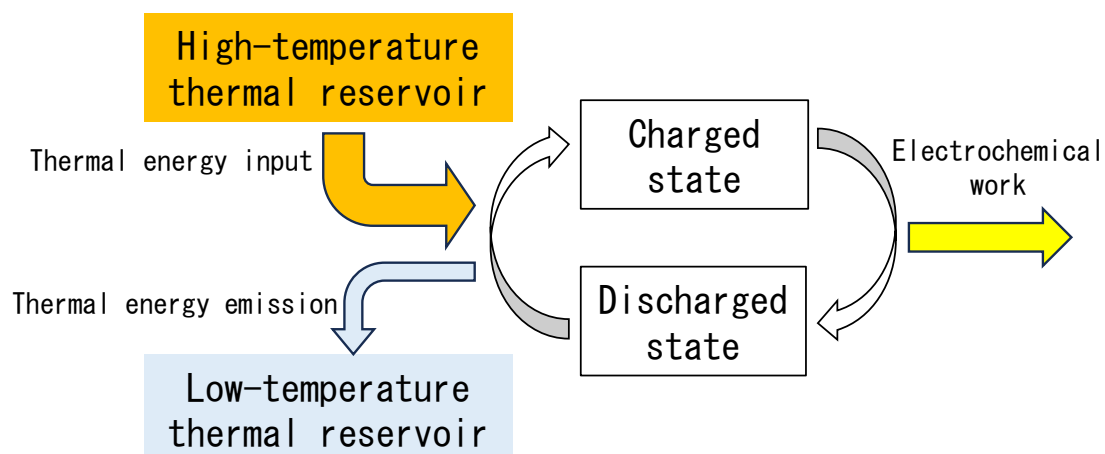 High-temperature
thermal reservoir
Thermal energy input
Charged
state
Electrochemical
work
Thermal energy emission
Discharged
state
Low-temperature
thermal reservoir